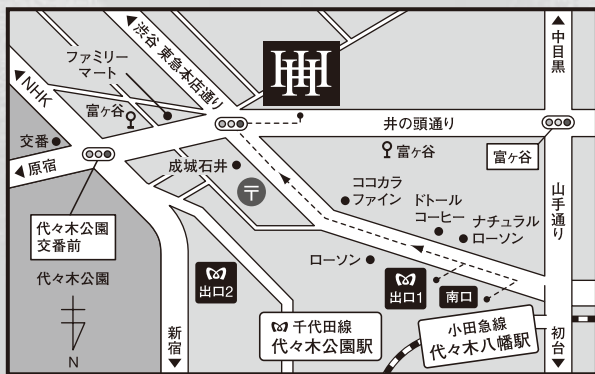 渋谷 東急本店通り
中目黒
ファミリー
マート
HH
NHK
富ヶ谷
交番
井の頭通り
富ヶ谷
富ヶ谷
原宿
成城石井
〒
ココカラ
ファイン
ドトール
コーヒー
ナチュラル
ローソン
山手通り
代々木公園
交番前
代々木公園
ローソン
出口2
出口1
南口
N
新宿
千代田線
代々木公園駅
小田急線
代々木八幡駅
初台